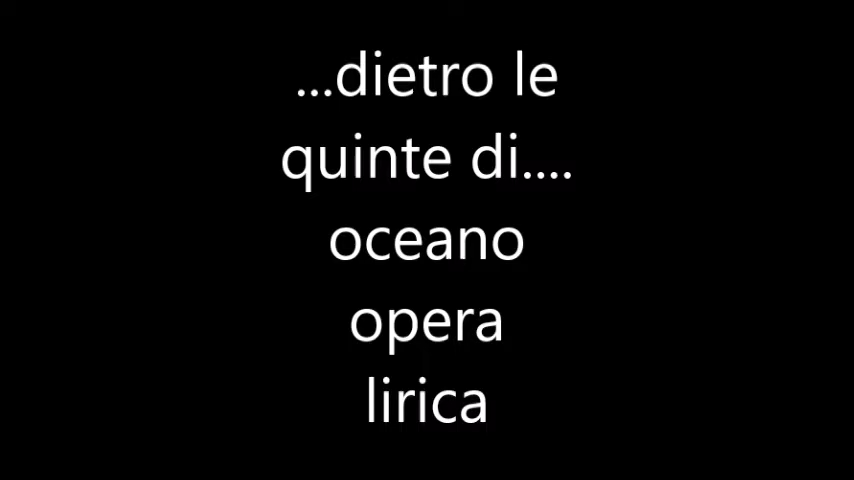 ...dietro le
quinte di....
oceano
opera
lirica